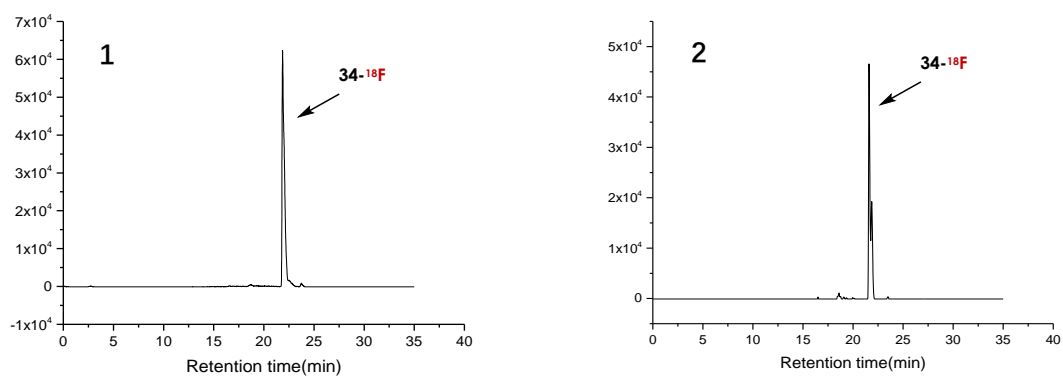 7x10⁴
6x10⁴
5x10⁴
4x10⁴
3x10⁴
2x10⁴
1x10⁴
0
-1x10⁴
1
34-¹⁸F
0 5 10 15 20 25 30 35 40
Retention time(min)
5x10⁴
4x10⁴
3x10⁴
2x10⁴
1x10⁴
0
2
34-¹⁸F
0 5 10 15 20 25 30 35 40
Retention time(min)